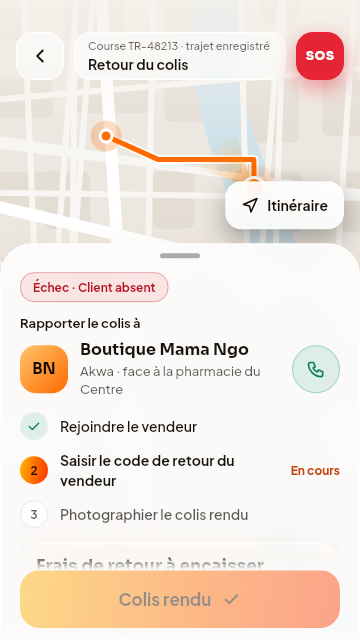 Course TR-48213 · trajet enregistré
Retour du colis
SOS
Itinéraire
Échec · Client absent
Rapporter le colis à
BN
Boutique Mama Ngo
Akwa · face à la pharmacie du
Centre
Rejoindre le vendeur
2
Saisir le code de retour du
vendeur
En cours
3
Photographier le colis rendu
Frais de retour à encaisser
Colis rendu